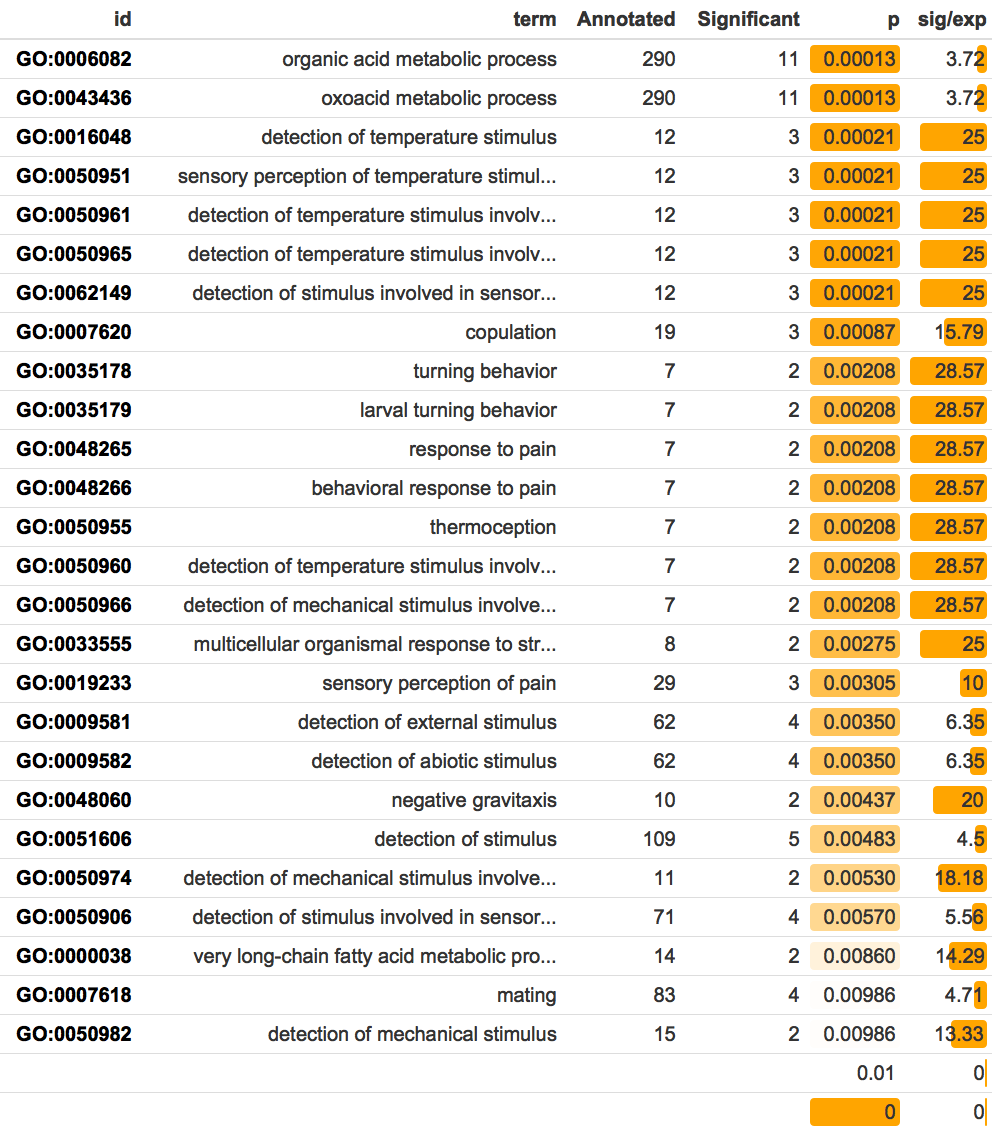 id term Annotated Significant p sig/exp
GO:0006082 organic acid metabolic process 290 11 0.00013 3.72
GO:0043436 oxoacid metabolic process 290 11 0.00013 3.72
GO:0016048 detection of temperature stimulus 12 3 0.00021 25
GO:0050951 sensory perception of temperature stimul... 12 3 0.00021 25
GO:0050961 detection of temperature stimulus involv... 12 3 0.00021 25
GO:0050965 detection of temperature stimulus involv... 12 3 0.00021 25
GO:0062149 detection of stimulus involved in sensor... 12 3 0.00021 25
GO:0007620 copulation 19 3 0.00087 15.79
GO:0035178 turning behavior 7 2 0.00208 28.57
GO:0035179 larval turning behavior 7 2 0.00208 28.57
GO:0048265 response to pain 7 2 0.00208 28.57
GO:0048266 behavioral response to pain 7 2 0.00208 28.57
GO:0050955 thermoception 7 2 0.00208 28.57
GO:0050960 detection of temperature stimulus involv... 7 2 0.00208 28.57
GO:0050966 detection of mechanical stimulus involve... 7 2 0.00208 28.57
GO:0033555 multicellular organismal response to str... 8 2 0.00275 25
GO:0019233 sensory perception of pain 29 3 0.00305 10
GO:0009581 detection of external stimulus 62 4 0.00350 6.35
GO:0009582 detection of abiotic stimulus 62 4 0.00350 6.35
GO:0048060 negative gravitaxis 10 2 0.00437 20
GO:0051606 detection of stimulus 109 5 0.00483 4.5
GO:0050974 detection of mechanical stimulus involve... 11 2 0.00530 18.18
GO:0050906 detection of stimulus involved in sensor... 71 4 0.00570 5.56
GO:0000038 very long-chain fatty acid metabolic pro... 14 2 0.00860 14.29
GO:0007618 mating 83 4 0.00986 4.71
GO:0050982 detection of mechanical stimulus 15 2 0.00986 13.33
0.01 0
0 0